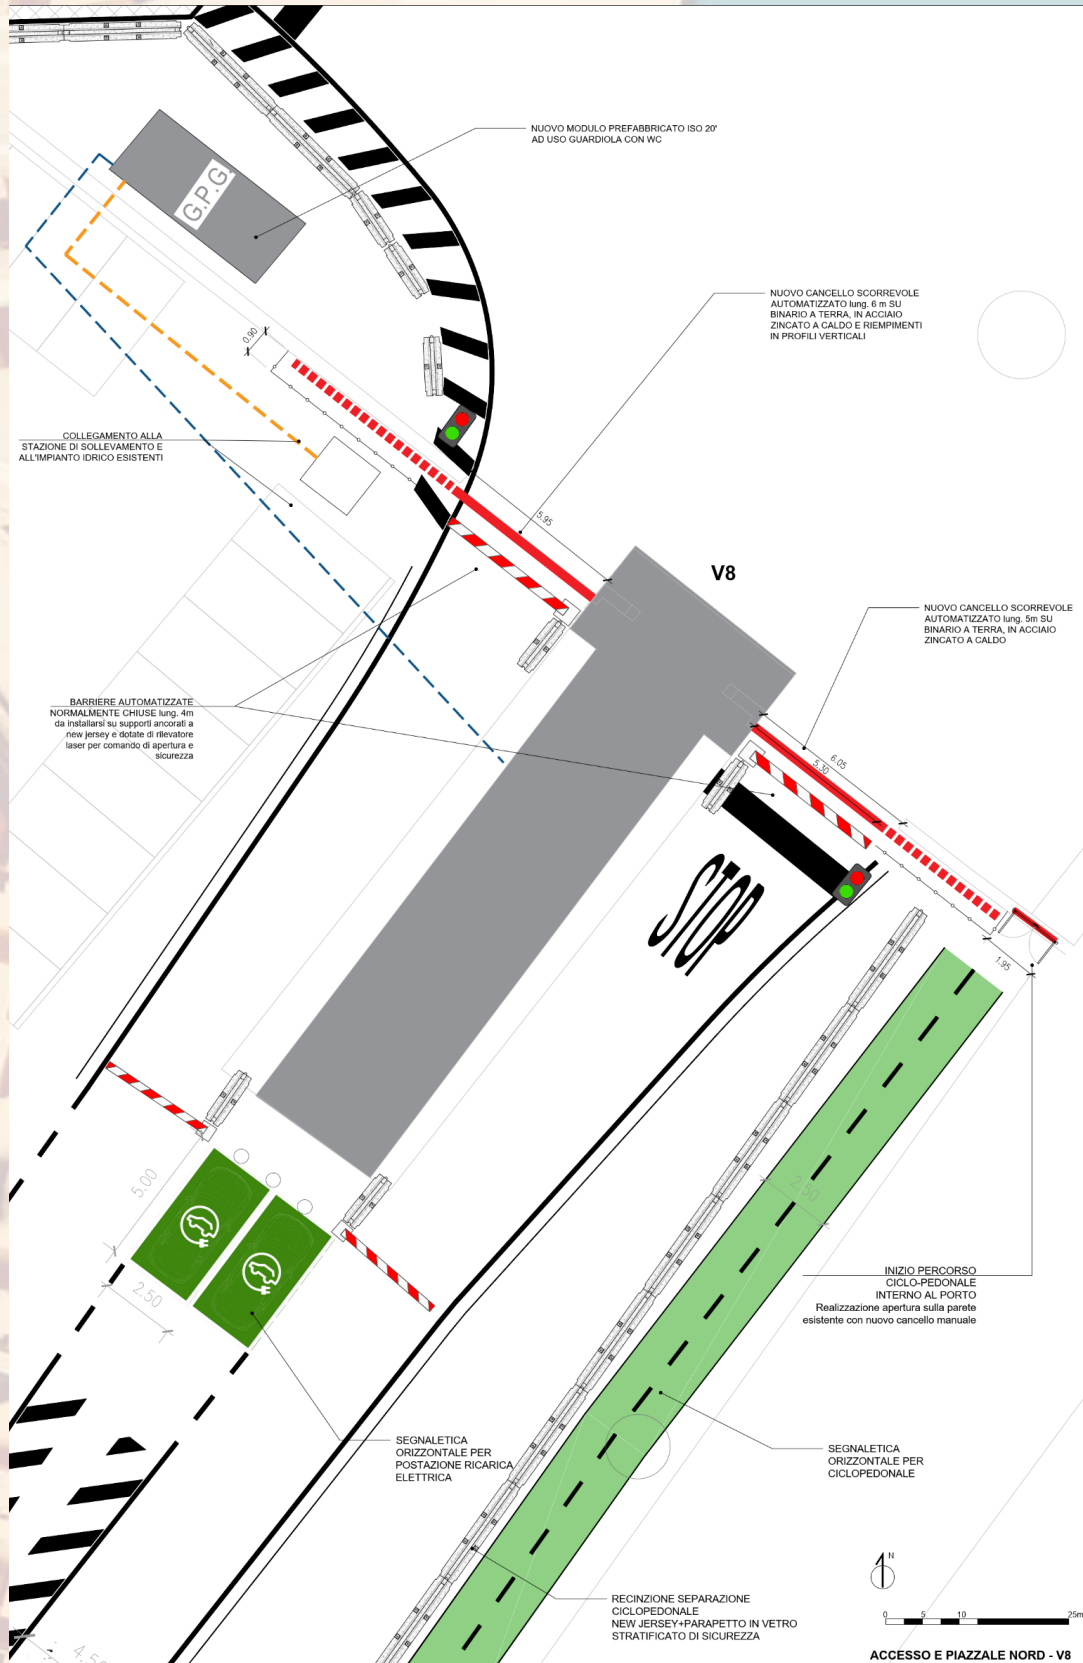 NUOVO MODULO PREFABBRICATO ISO 20'
AD USO GUARDIOLA CON WC
G.P.G.
NUOVO CANCELLO SCORREVOLE
AUTOMATIZZATO lung. 6 m SU
BINARIO A TERRA, IN ACCIAIO
ZINCATO A CALDO E RIEMPIMENTI
IN PROFILI VERTICALI
0.90
COLLEGAMENTO ALLA
STAZIONE DI SOLLEVAMENTO E
ALL'IMPIANTO IDRICO ESISTENTI
5.95
V8
NUOVO CANCELLO SCORREVOLE
AUTOMATIZZATO lung. 5m SU
BINARIO A TERRA, IN ACCIAIO
ZINCATO A CALDO
BARRIERE AUTOMATIZZATE
NORMALMENTE CHIUSE lung. 4m
da installarsi su supporti ancorati a
new jersey e dotate di rilevatore
laser per comando di apertura e
sicurezza
6.05
5.30
STOP
1.95
5.00
2.50
2.50
INIZIO PERCORSO
CICLO-PEDONALE
INTERNO AL PORTO
Realizzazione apertura sulla parete
esistente con nuovo cancello manuale
SEGNALETICA
ORIZZONTALE PER
POSTAZIONE RICARICA
ELETTRICA
SEGNALETICA
ORIZZONTALE PER
CICLOPEDONALE
RECINZIONE SEPARAZIONE
CICLOPEDONALE
NEW JERSEY+PARAPETTO IN VETRO
STRATIFICATO DI SICUREZZA
4.50
N
0 5 10 25m
ACCESSO E PIAZZALE NORD - V8